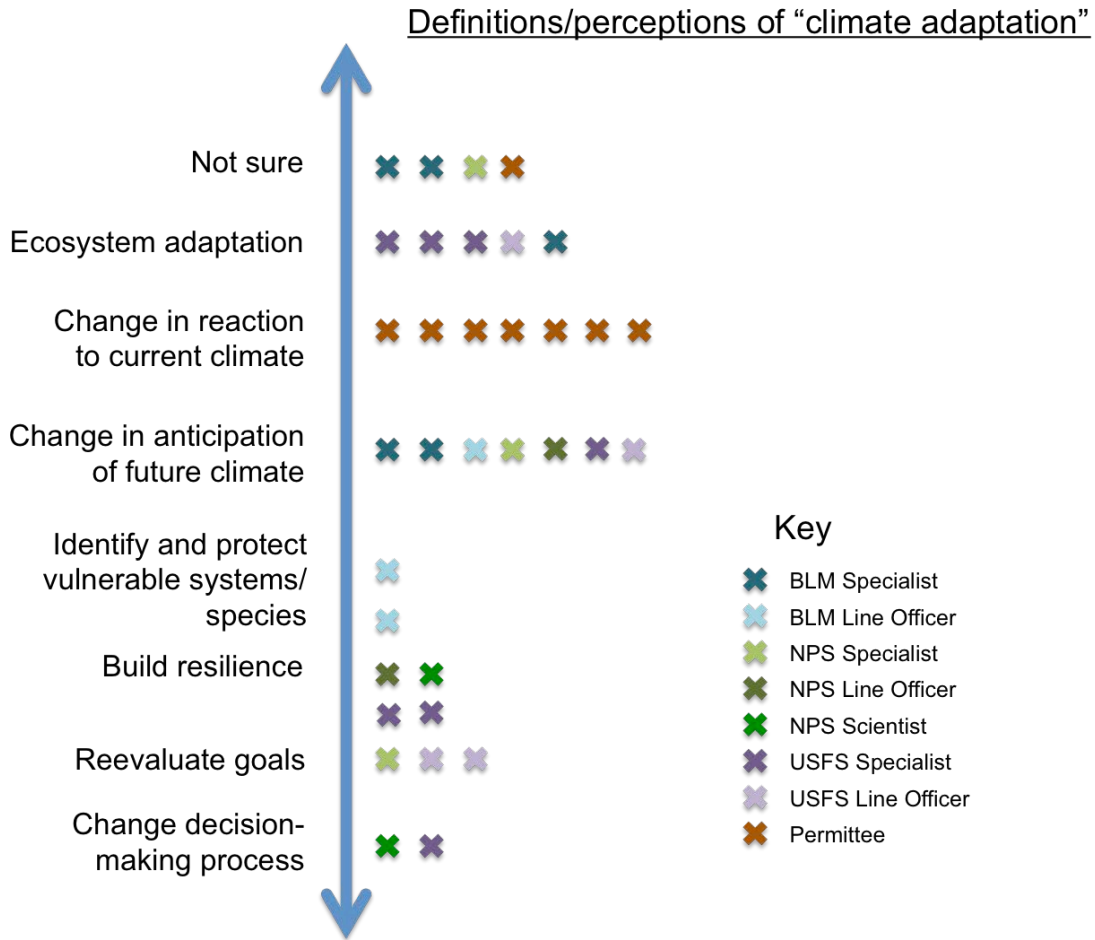 Definitions/perceptions of “climate adaptation”
Not sure
Ecosystem adaptation
Change in reaction
to current climate
Change in anticipation
of future climate
Identify and protect
vulnerable systems/
species
Build resilience
Reevaluate goals
Change decision-
making process
Key
BLM Specialist
BLM Line Officer
NPS Specialist
NPS Line Officer
NPS Scientist
USFS Specialist
USFS Line Officer
Permittee